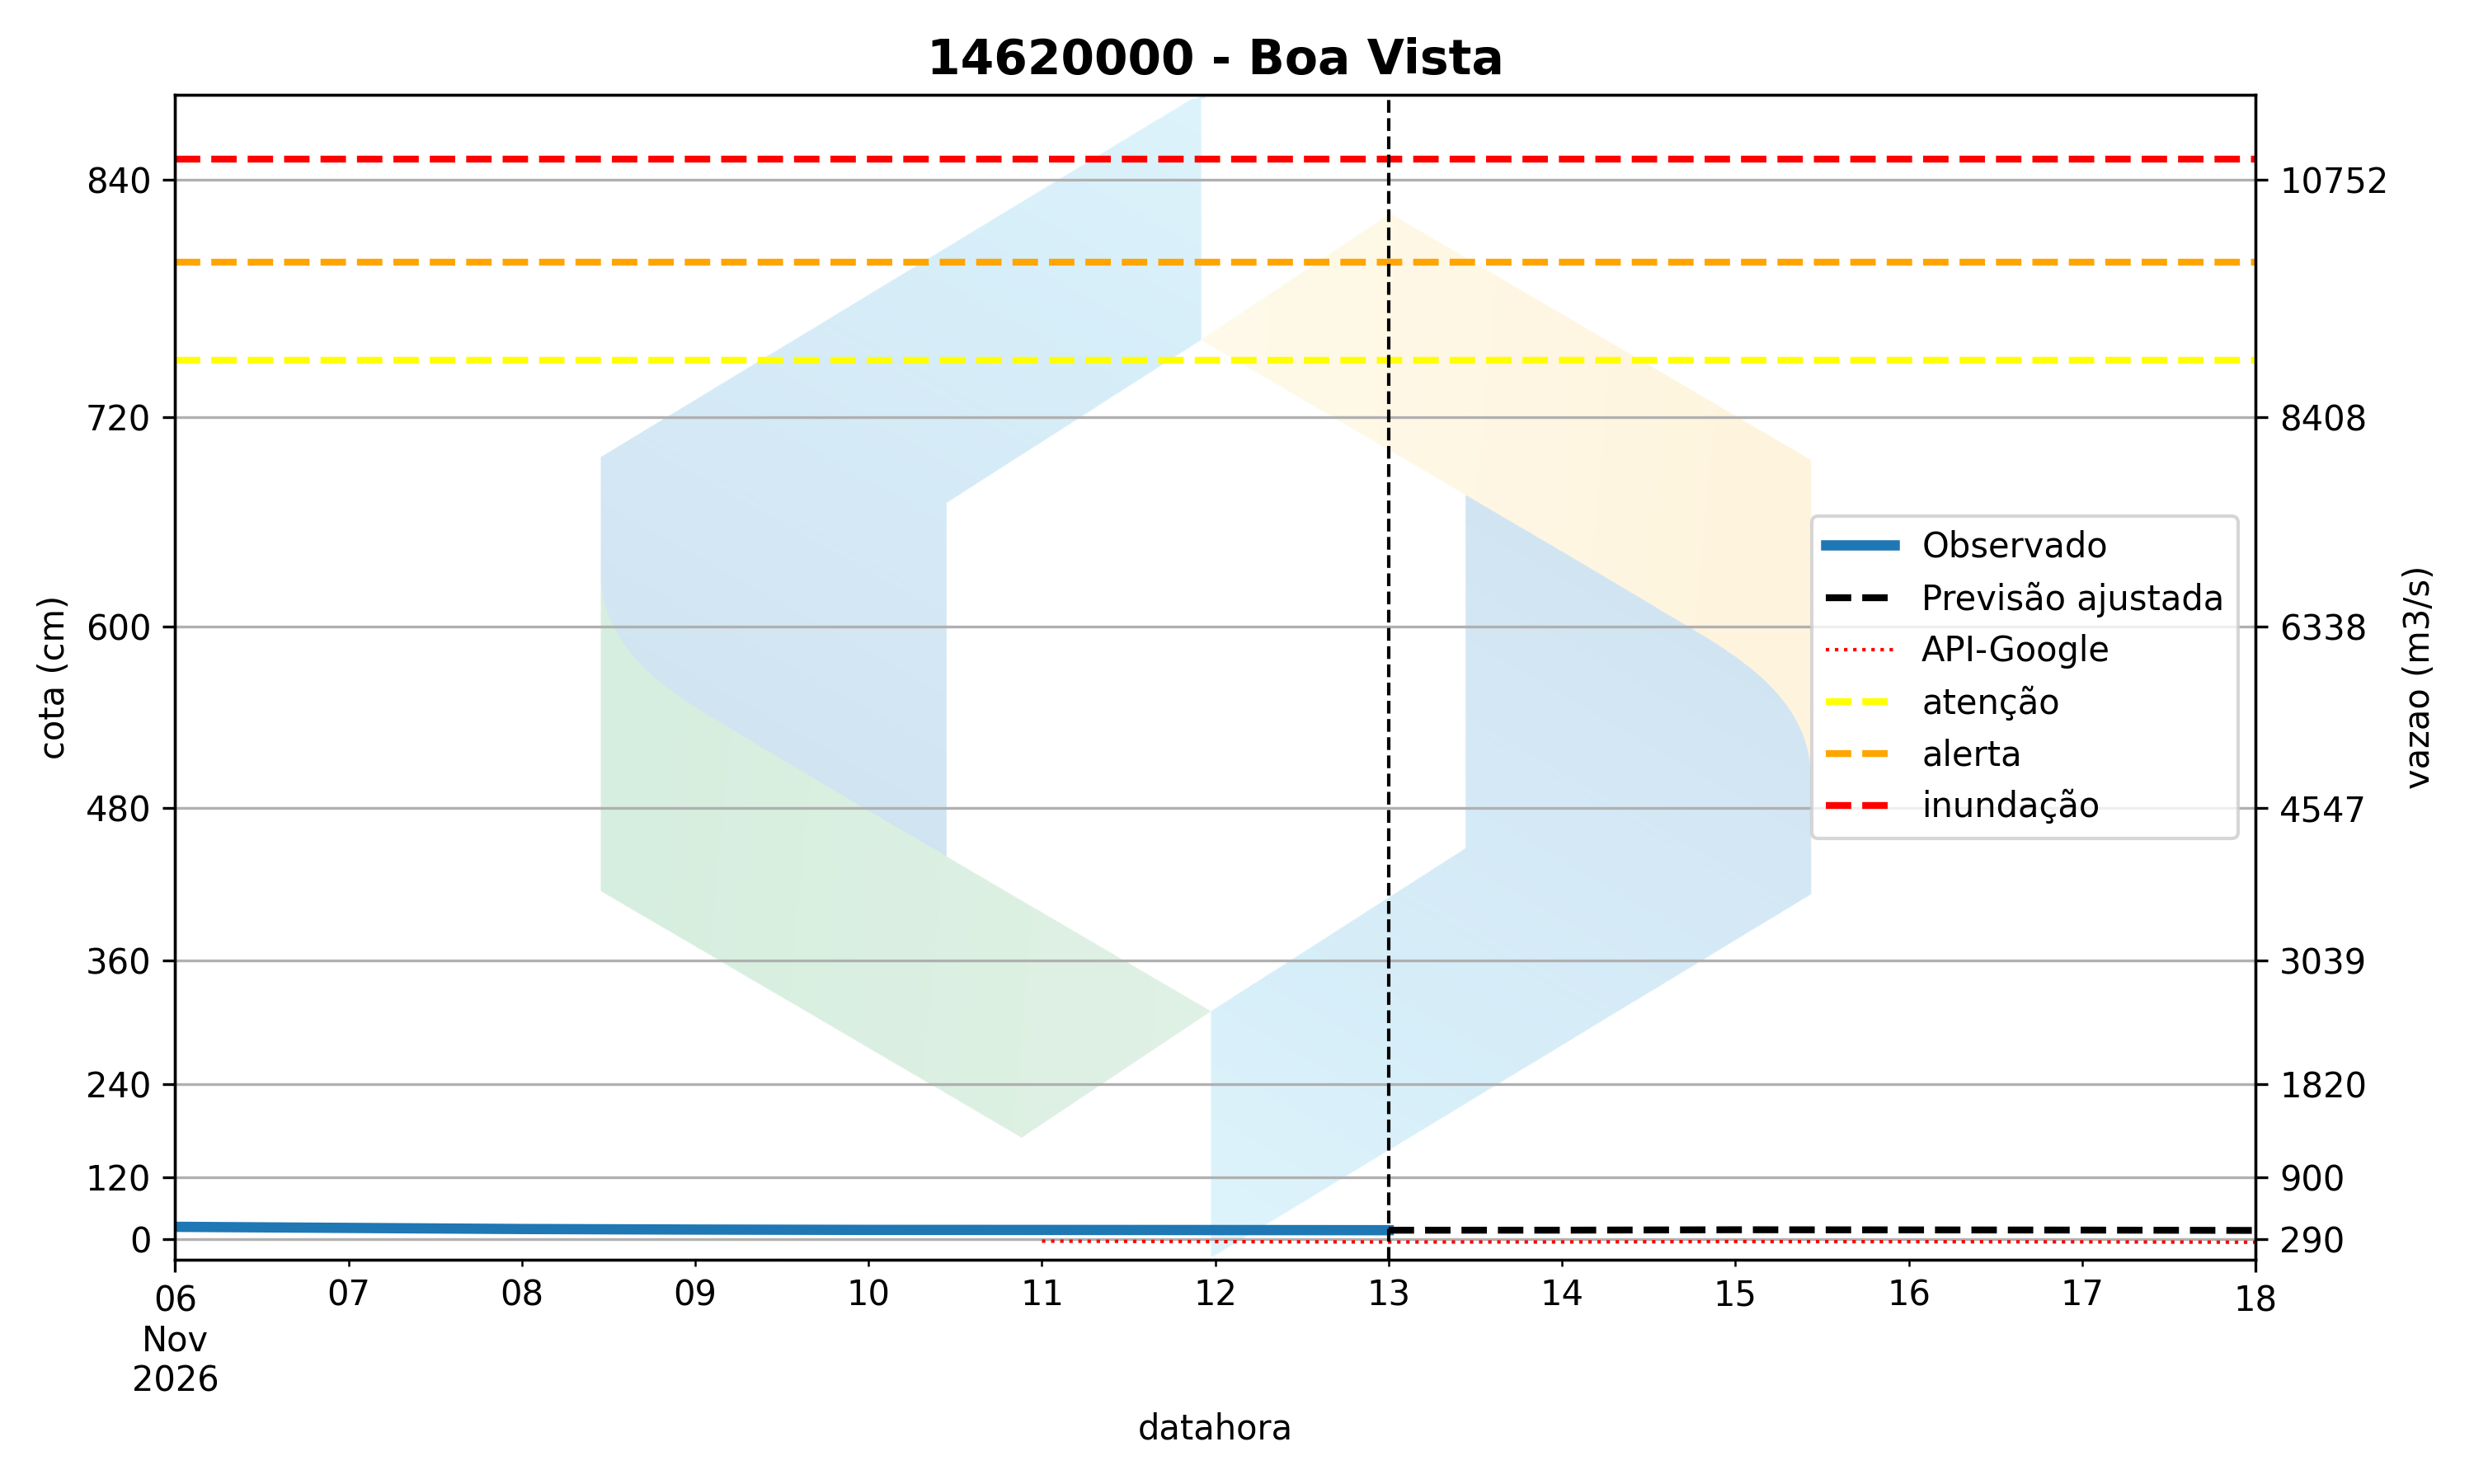 14620000 - Boa Vista
cota (cm)
840
720
600
480
360
240
120
0
10752
8408
6338
4547
3039
1820
900
290
vazao (m3/s)
Observado
Previsão ajustada
API-Google
atenção
alerta
inundação
06
Nov
2026
07
08
09
10
11
12
13
14
15
16
17
18
datahora